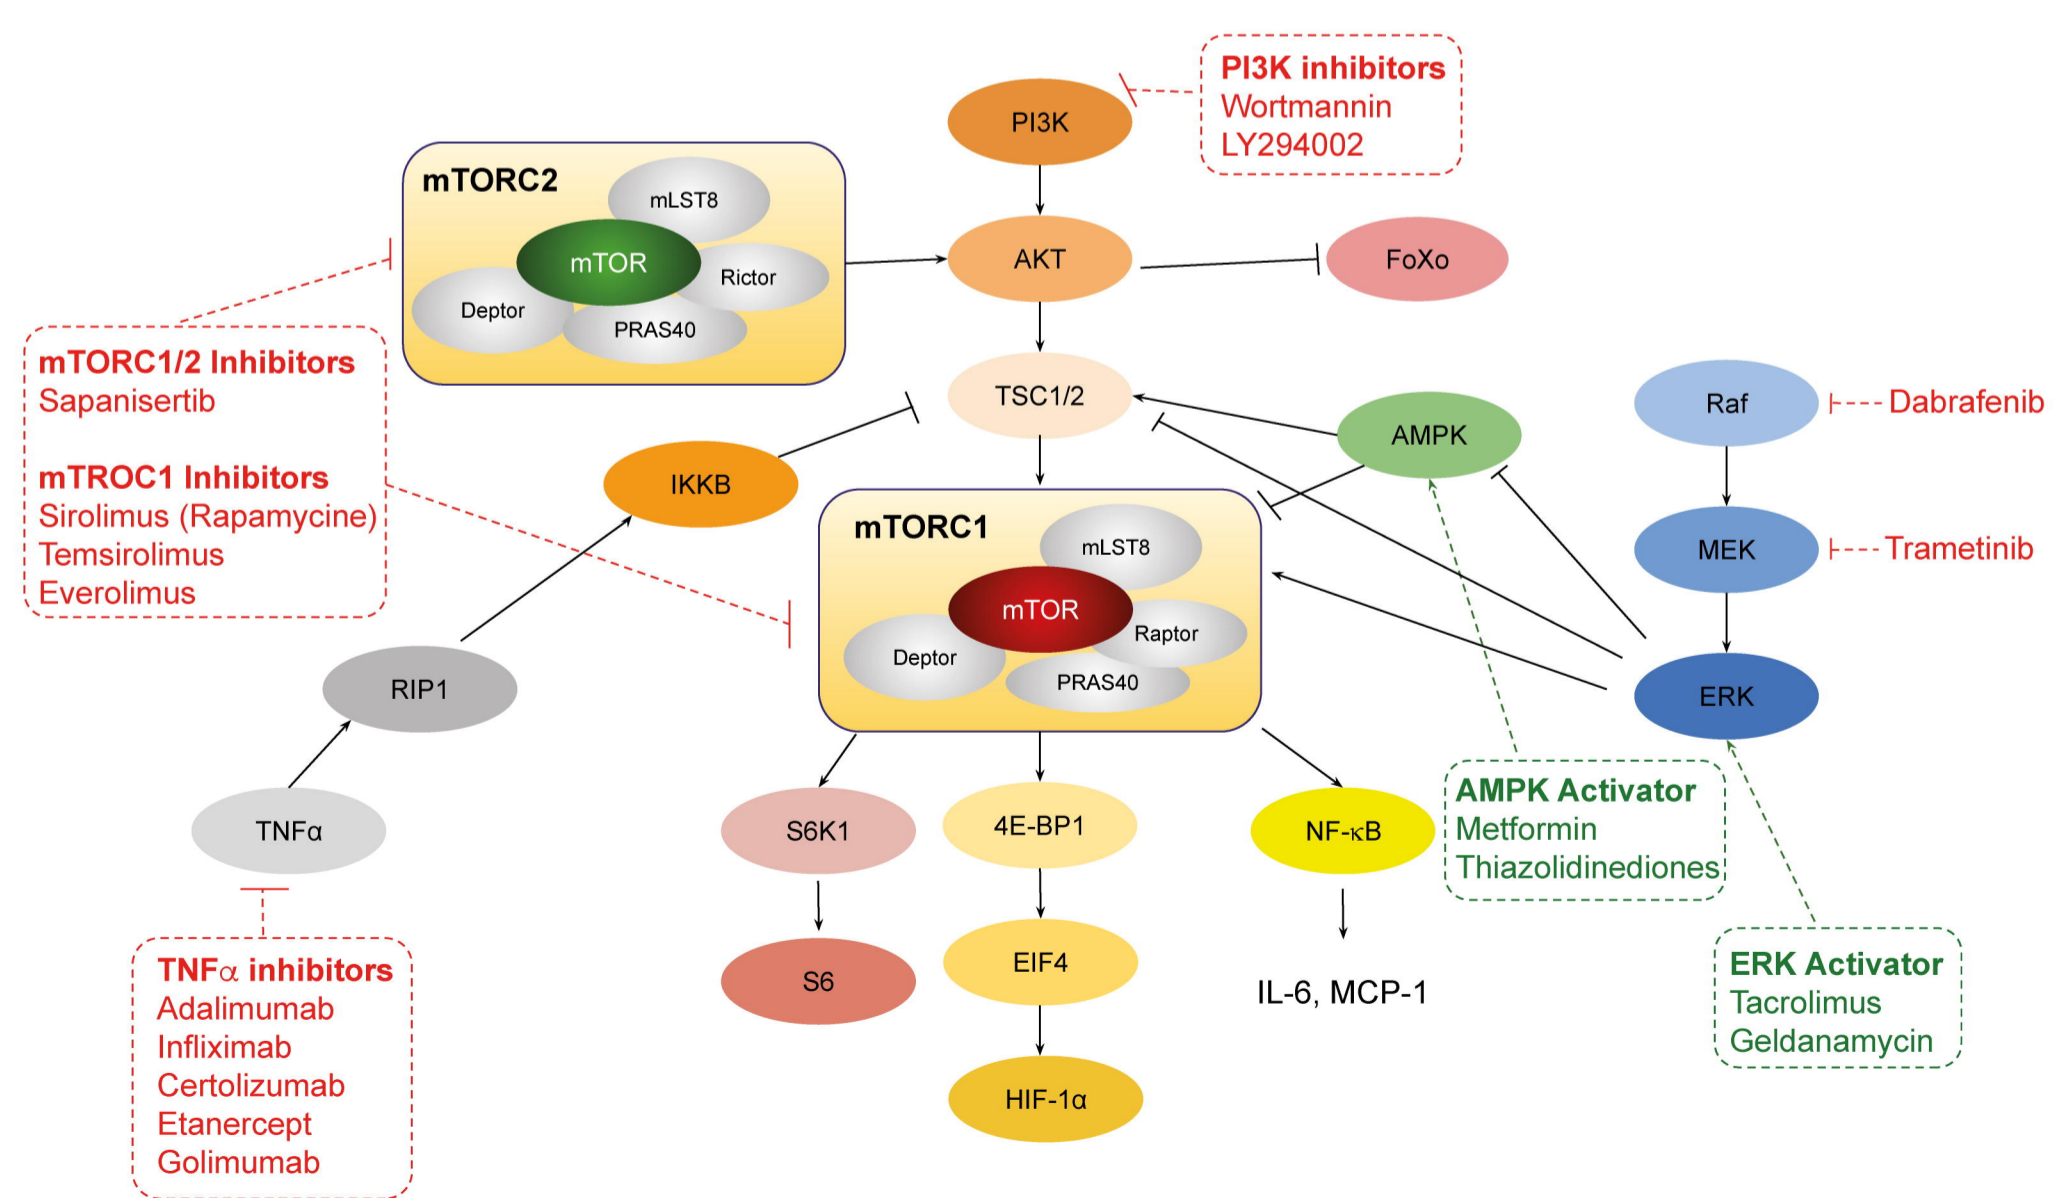 PI3K inhibitors
Wortmannin
LY294002
PI3K
mTORC2
mLST8
mTOR
Rictor
Deptor
PRAS40
AKT
FoXo
mTORC1/2 Inhibitors
Sapanisertib
mTROC1 Inhibitors
Sirolimus (Rapamycine)
Temsirolimus
Everolimus
TSC1/2
AMPK
Raf
Dabrafenib
IKKB
MEK
Trametinib
mTORC1
mLST8
mTOR
Raptor
Deptor
PRAS40
RIP1
ERK
TNFα
S6K1
4E-BP1
NF-κB
AMPK Activator
Metformin
Thiazolidinediones
S6
EIF4
IL-6, MCP-1
ERK Activator
Tacrolimus
Geldanamycin
TNFα inhibitors
Adalimumab
Infliximab
Certolizumab
Etanercept
Golimumab
HIF-1α